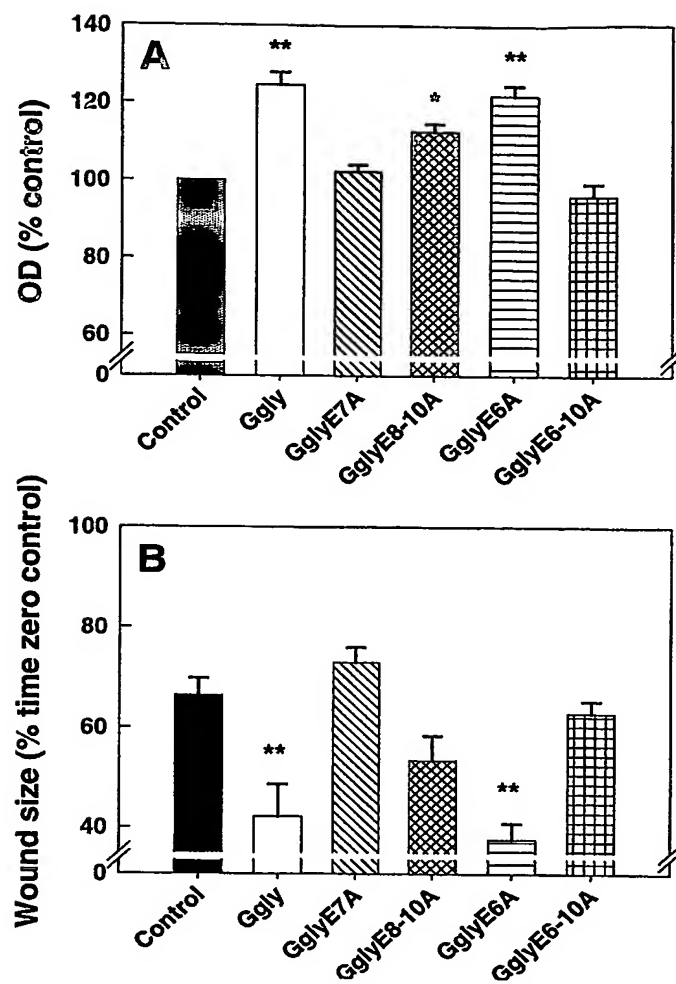 140
A
**
**
120
*
100
80
60
0
OD (% control)
Control
Ggly
GglyE7A
GglyE8-10A
GglyE6A
GglyE6-10A
100
B
80
60
**
**
40
0
Wound size (% time zero control)
Control
Ggly
GglyE7A
GglyE8-10A
GglyE6A
GglyE6-10A